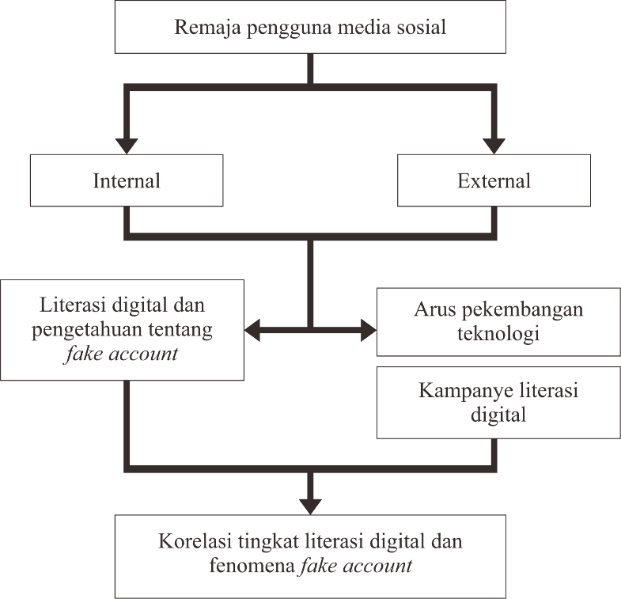 Remaja pengguna media sosial
Internal
External
Literasi digital dan
pengetahuan tentang
fake account
Arus pekembangan
teknologi
Kampanye literasi
digital
Korelasi tingkat literasi digital dan
fenomena fake account